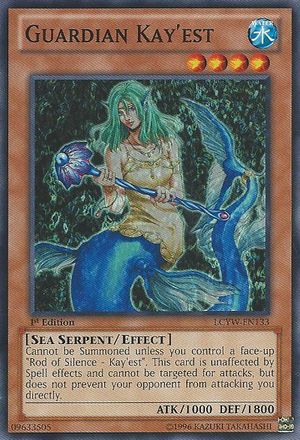 Guardian Kay'est
WATER
水
1st Edition
LCYW-EN133
[Sea Serpent/Effect]
Cannot be Summoned unless you control a face-up
"Rod of Silence - Kay'est". This card is unaffected by
Spell effects and cannot be targeted for attacks, but
does not prevent your opponent from attacking you
directly.
ATK/1000 DEF/1800
09633505
©1996 KAZUKI TAKAHASHI